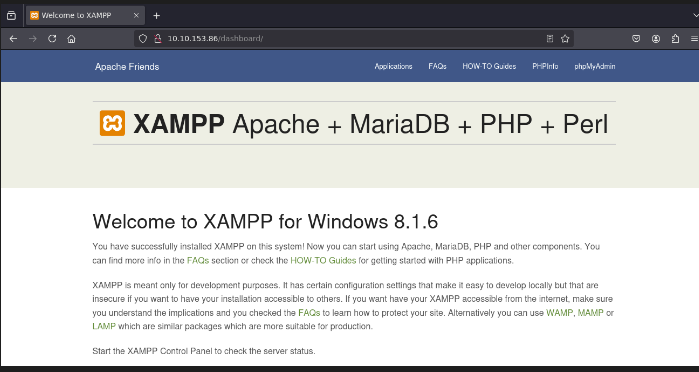 Welcome to XAMPP
10.10.153.86/dashboard/
Apache Friends
Applications FAQs HOW-TO Guides PHPInfo phpMyAdmin
XAMPP Apache + MariaDB + PHP + Perl
Welcome to XAMPP for Windows 8.1.6
You have successfully installed XAMPP on this system! Now you can start using Apache, MariaDB, PHP and other components. You
can find more info in the FAQs section or check the HOW-TO Guides for getting started with PHP applications.
XAMPP is meant only for development purposes. It has certain configuration settings that make it easy to develop locally but that are
insecure if you want to have your installation accessible to others. If you want have your XAMPP accessible from the internet, make sure
you understand the implications and you checked the FAQs to learn how to protect your site. Alternatively you can use WAMP, MAMP or
LAMP which are similar packages which are more suitable for production.
Start the XAMPP Control Panel to check the server status.